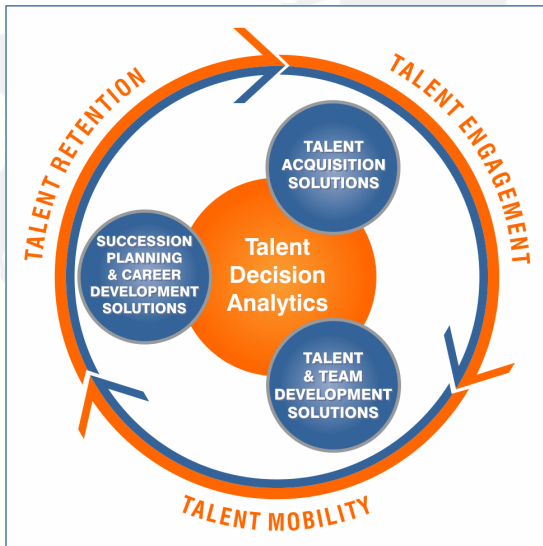 TALENT RETENTION
TALENT ENGAGEMENT
TALENT
ACQUISITION
SOLUTIONS
SUCCESSION
PLANNING
& CAREER
DEVELOPMENT
SOLUTIONS
Talent
Decision
Analytics
TALENT
& TEAM
DEVELOPMENT
SOLUTIONS
TALENT MOBILITY